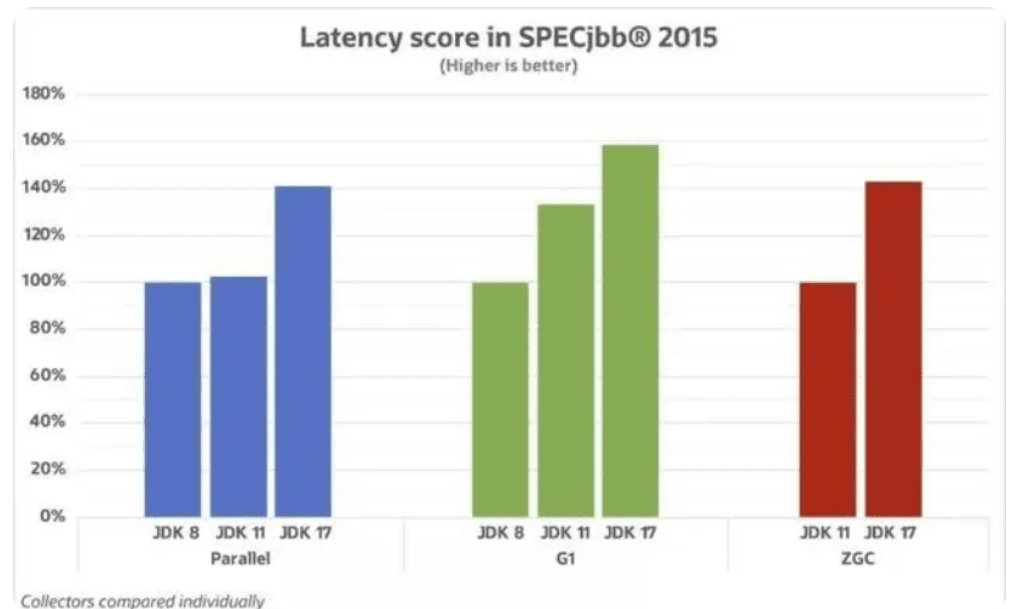 Latency score in SPECjbb® 2015
(Higher is better)
180%
160%
140%
120%
100%
80%
60%
40%
20%
0%
JDK 8 JDK 11 JDK 17 JDK 8 JDK 11 JDK 17 JDK 11 JDK 17
Parallel G1 ZGC
Collectors compared individually